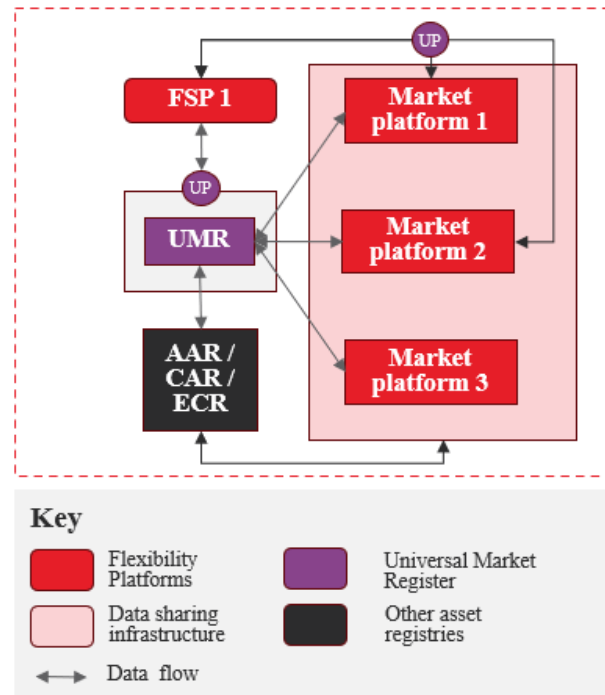 UP
FSP 1
Market
platform 1
UP
UMR
Market
platform 2
AAR /
CAR /
ECR
Market
platform 3
Key
Flexibility
Platforms
Universal Market
Register
Data sharing
infrastructure
Other asset
registries
Data flow